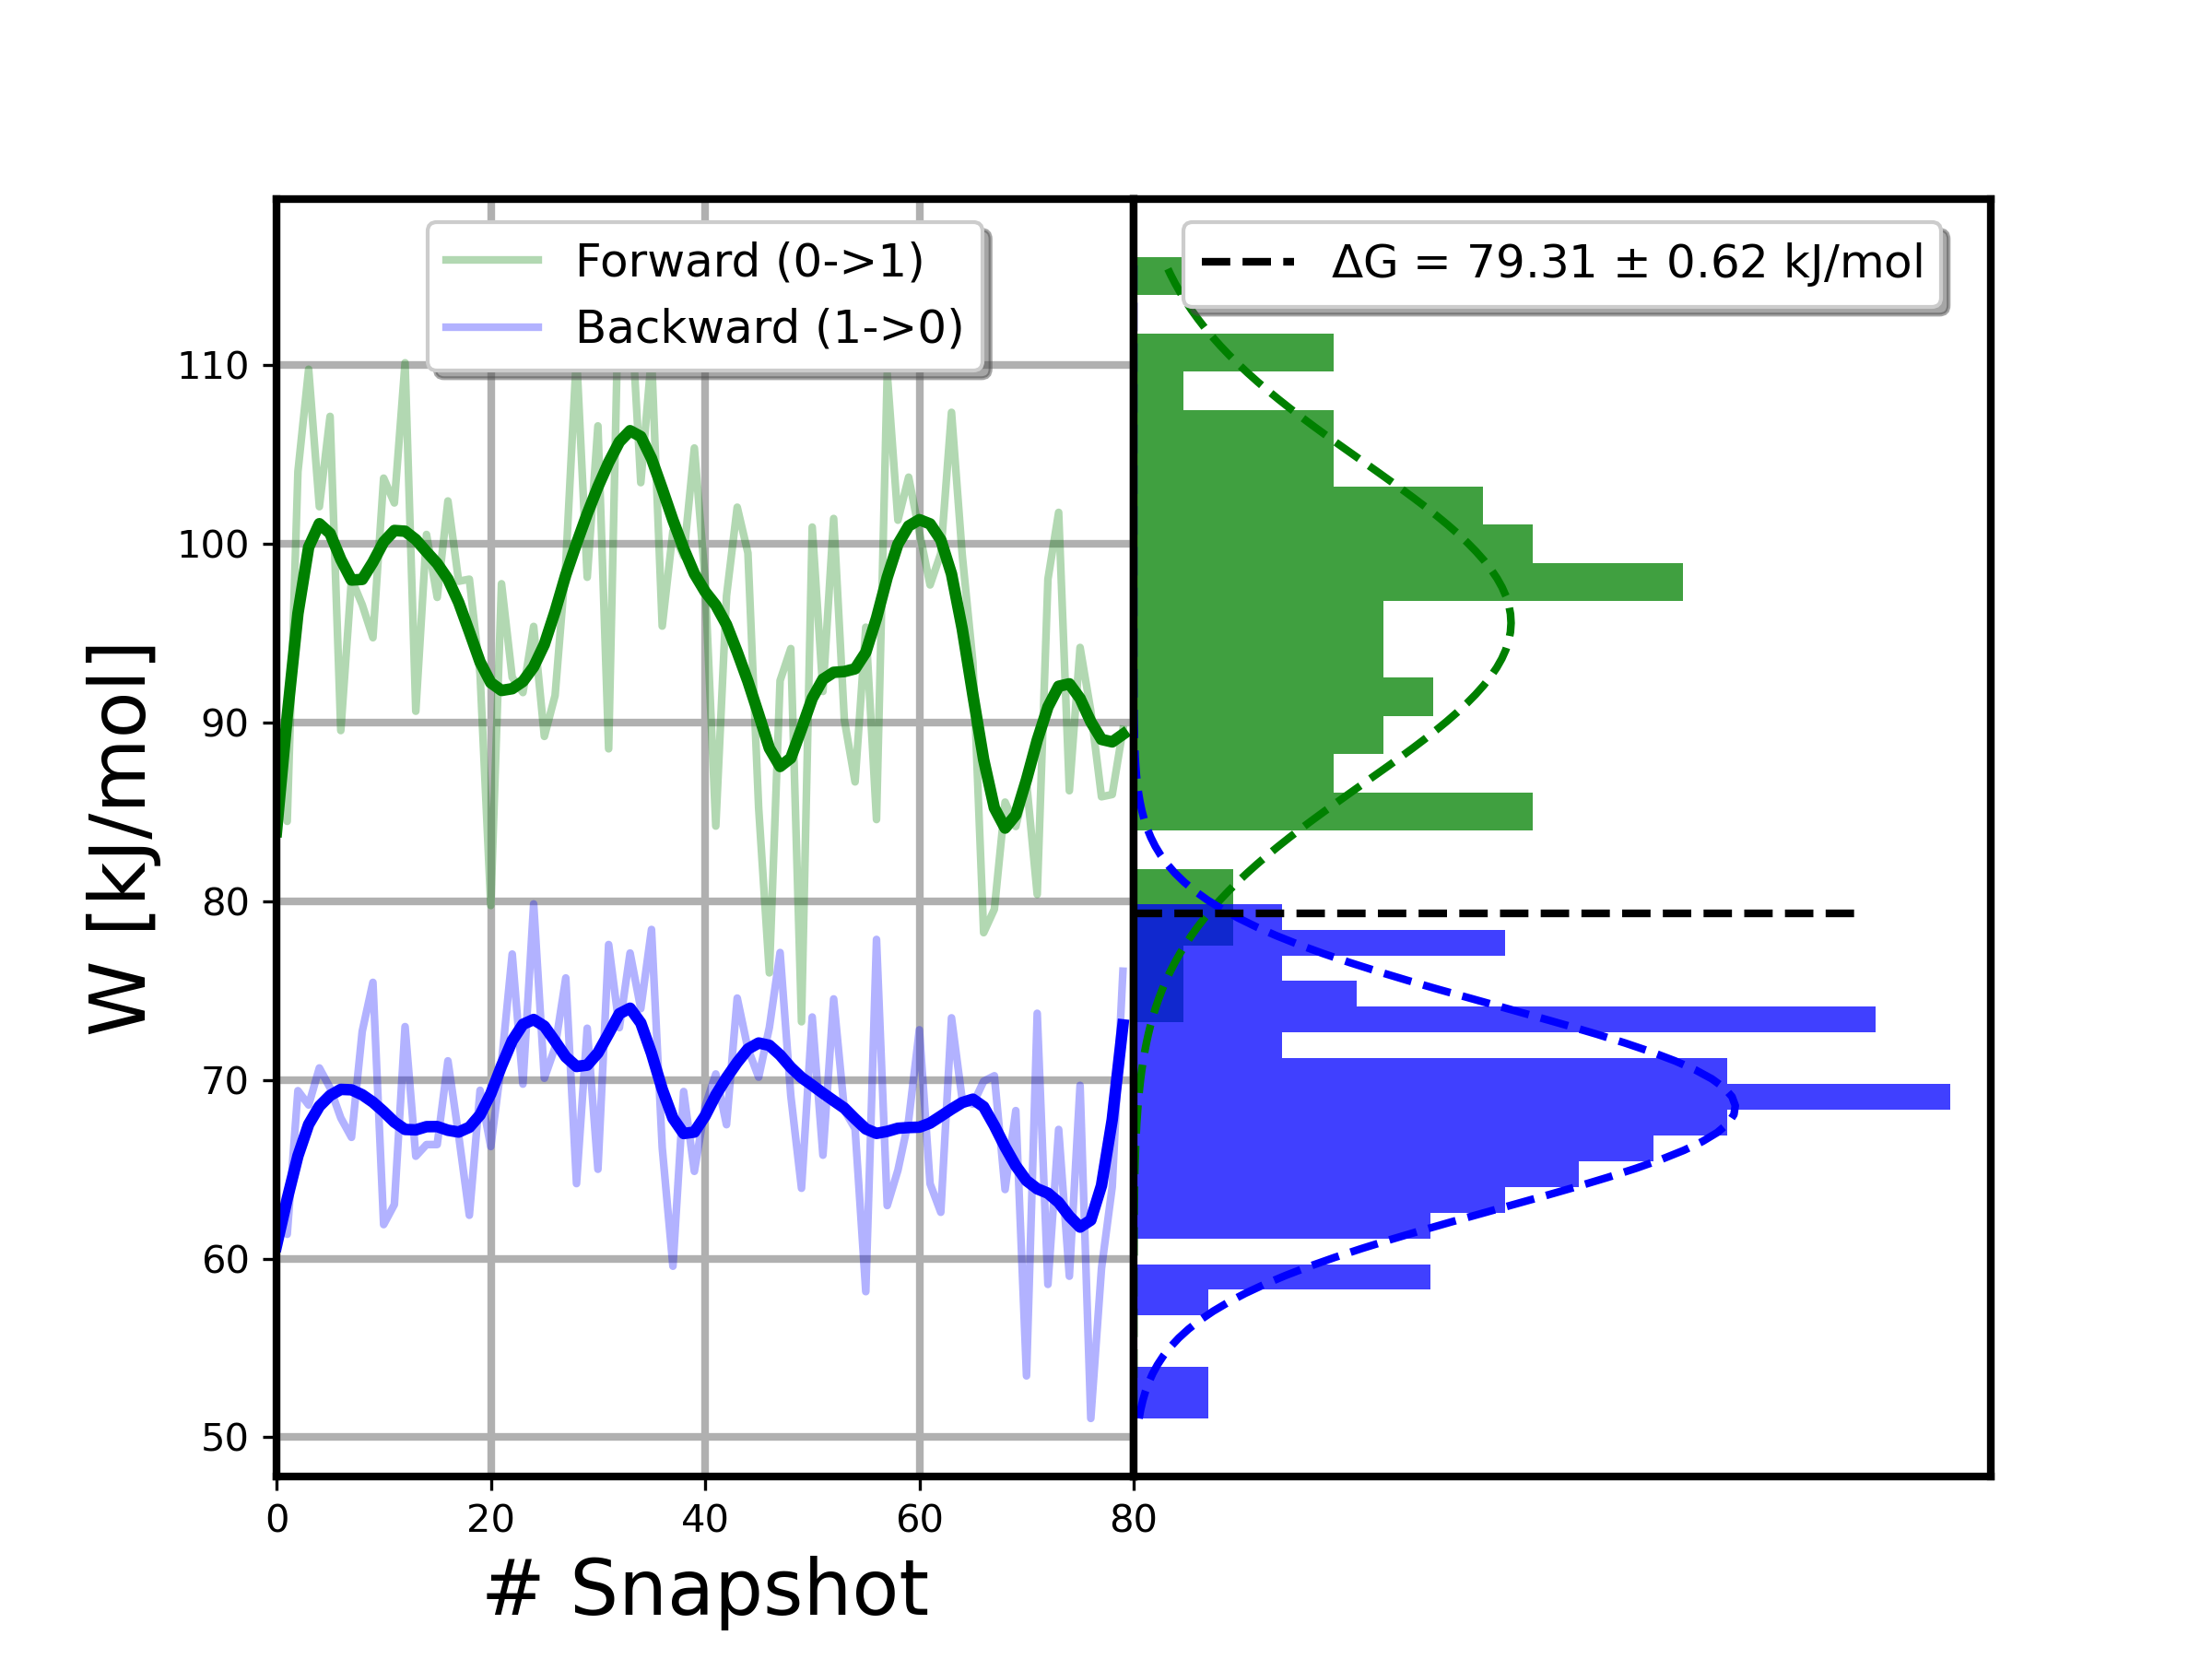 Forward (0->1)
Backward (1->0)
ΔG = 79.31 ± 0.62 kJ/mol
W [kJ/mol]
110
100
90
80
70
60
50
0
20
40
60
80
# Snapshot